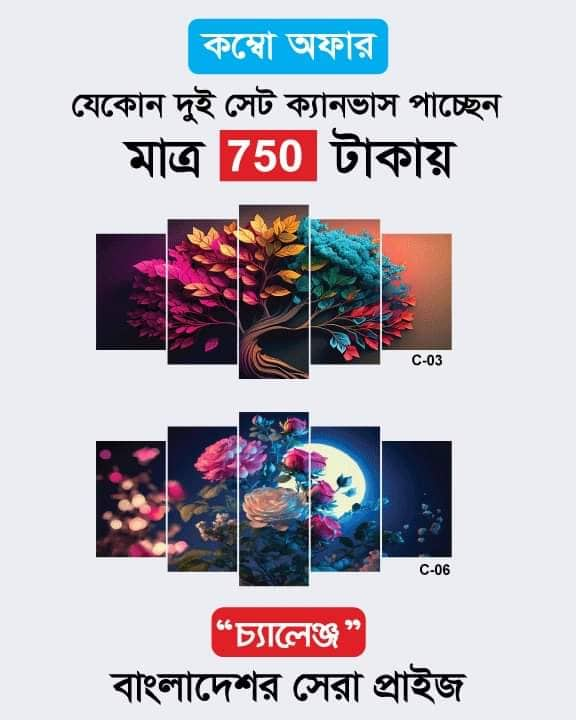 কম্বো অফার
যেকোন দুই সেট ক্যানভাস পাচ্ছেন
মাত্র 750 টাকায়
C-03
C-06
“চ্যালেঞ্জ”
বাংলাদেশর সেরা প্রাইজ